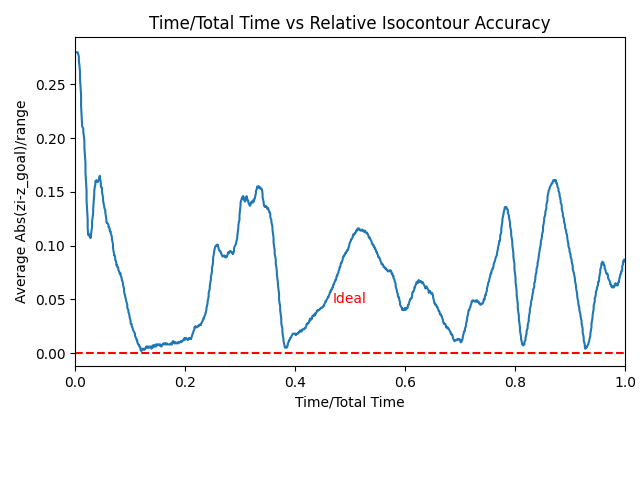 Time/Total Time vs Relative Isocontour Accuracy
Average Abs(zi-z_goal)/range
0.25
0.20
0.15
0.10
0.05
0.00
Ideal
0.0 0.2 0.4 0.6 0.8 1.0
Time/Total Time